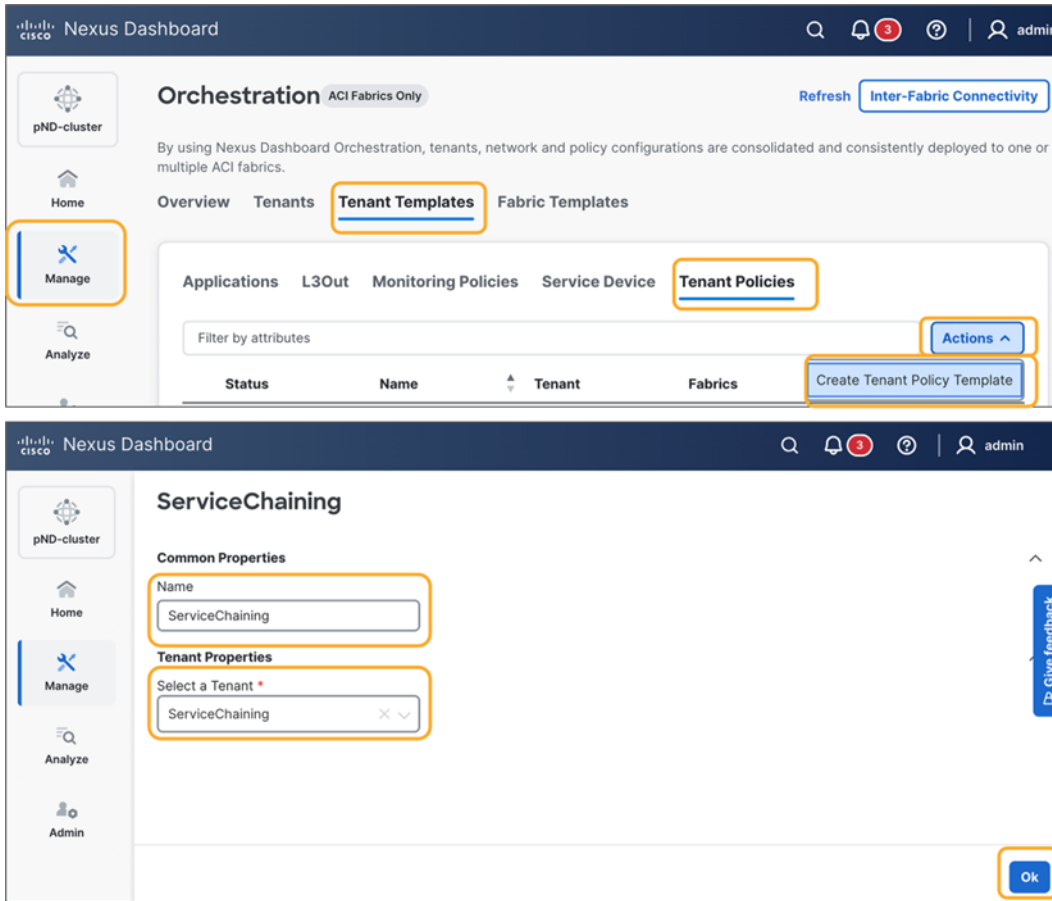 cisco Nexus Dashboard
3
admin
pND-cluster
Home
Manage
Analyze
Orchestration ACI Fabrics Only
Refresh Inter-Fabric Connectivity
By using Nexus Dashboard Orchestration, tenants, network and policy configurations are consolidated and consistently deployed to one or
multiple ACI fabrics.
Overview Tenants Tenant Templates Fabric Templates
Applications L3Out Monitoring Policies Service Device Tenant Policies
Filter by attributes
Actions
Status Name Tenant Fabrics
Create Tenant Policy Template
cisco Nexus Dashboard
3
admin
pND-cluster
Home
Manage
Analyze
Admin
ServiceChaining
Common Properties
Name
ServiceChaining
Tenant Properties
Select a Tenant *
ServiceChaining
Give feedback
Ok